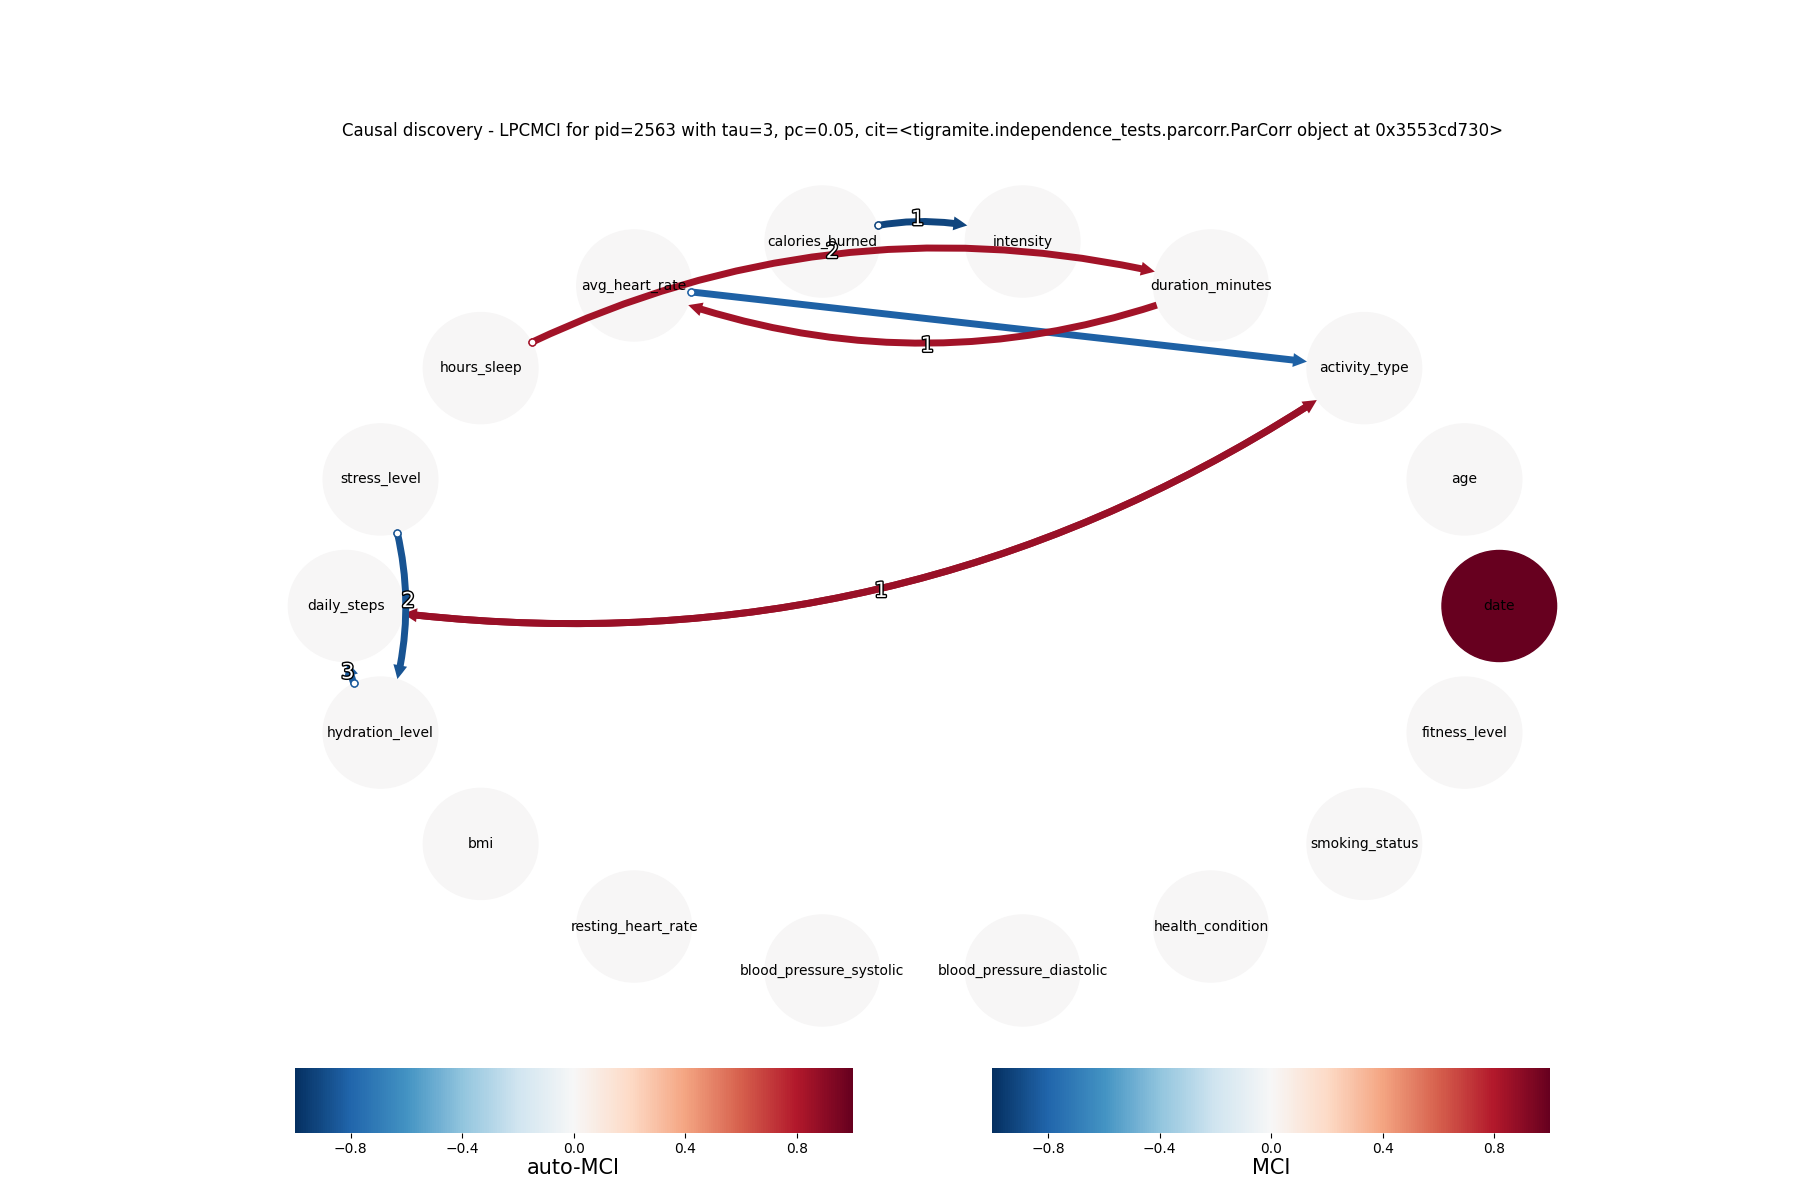 Causal discovery - LPCMCI for pid=2563 with tau=3, pc=0.05, cit=<tigramite.independence_tests.parcorr.ParCorr object at 0x3553cd730>
1
calories_burned
intensity
2
avg_heart_rate
duration_minutes
1
hours_sleep
activity_type
stress_level
age
1
2
daily_steps
date
3
hydration_level
fitness_level
bmi
smoking_status
resting_heart_rate
health_condition
blood_pressure_systolic
blood_pressure_diastolic
−0.8 −0.4 0.0 0.4 0.8
auto-MCI
−0.8 −0.4 0.0 0.4 0.8
MCI